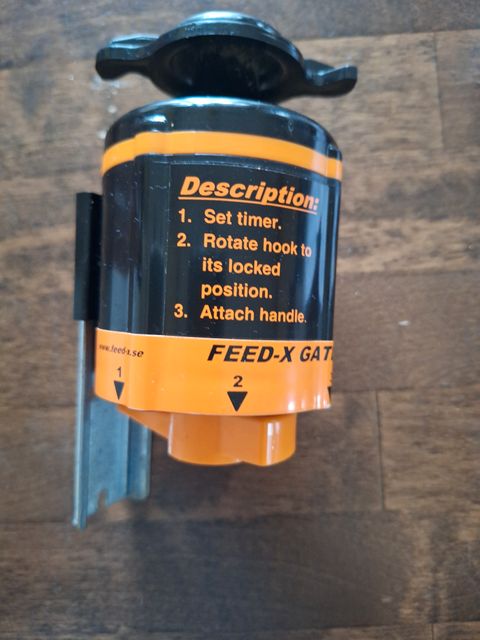 Description:
1. Set timer.
2. Rotate hook to
its locked
position.
3. Attach handle.
www.feed-x.se
FEED-X GAT
1
2